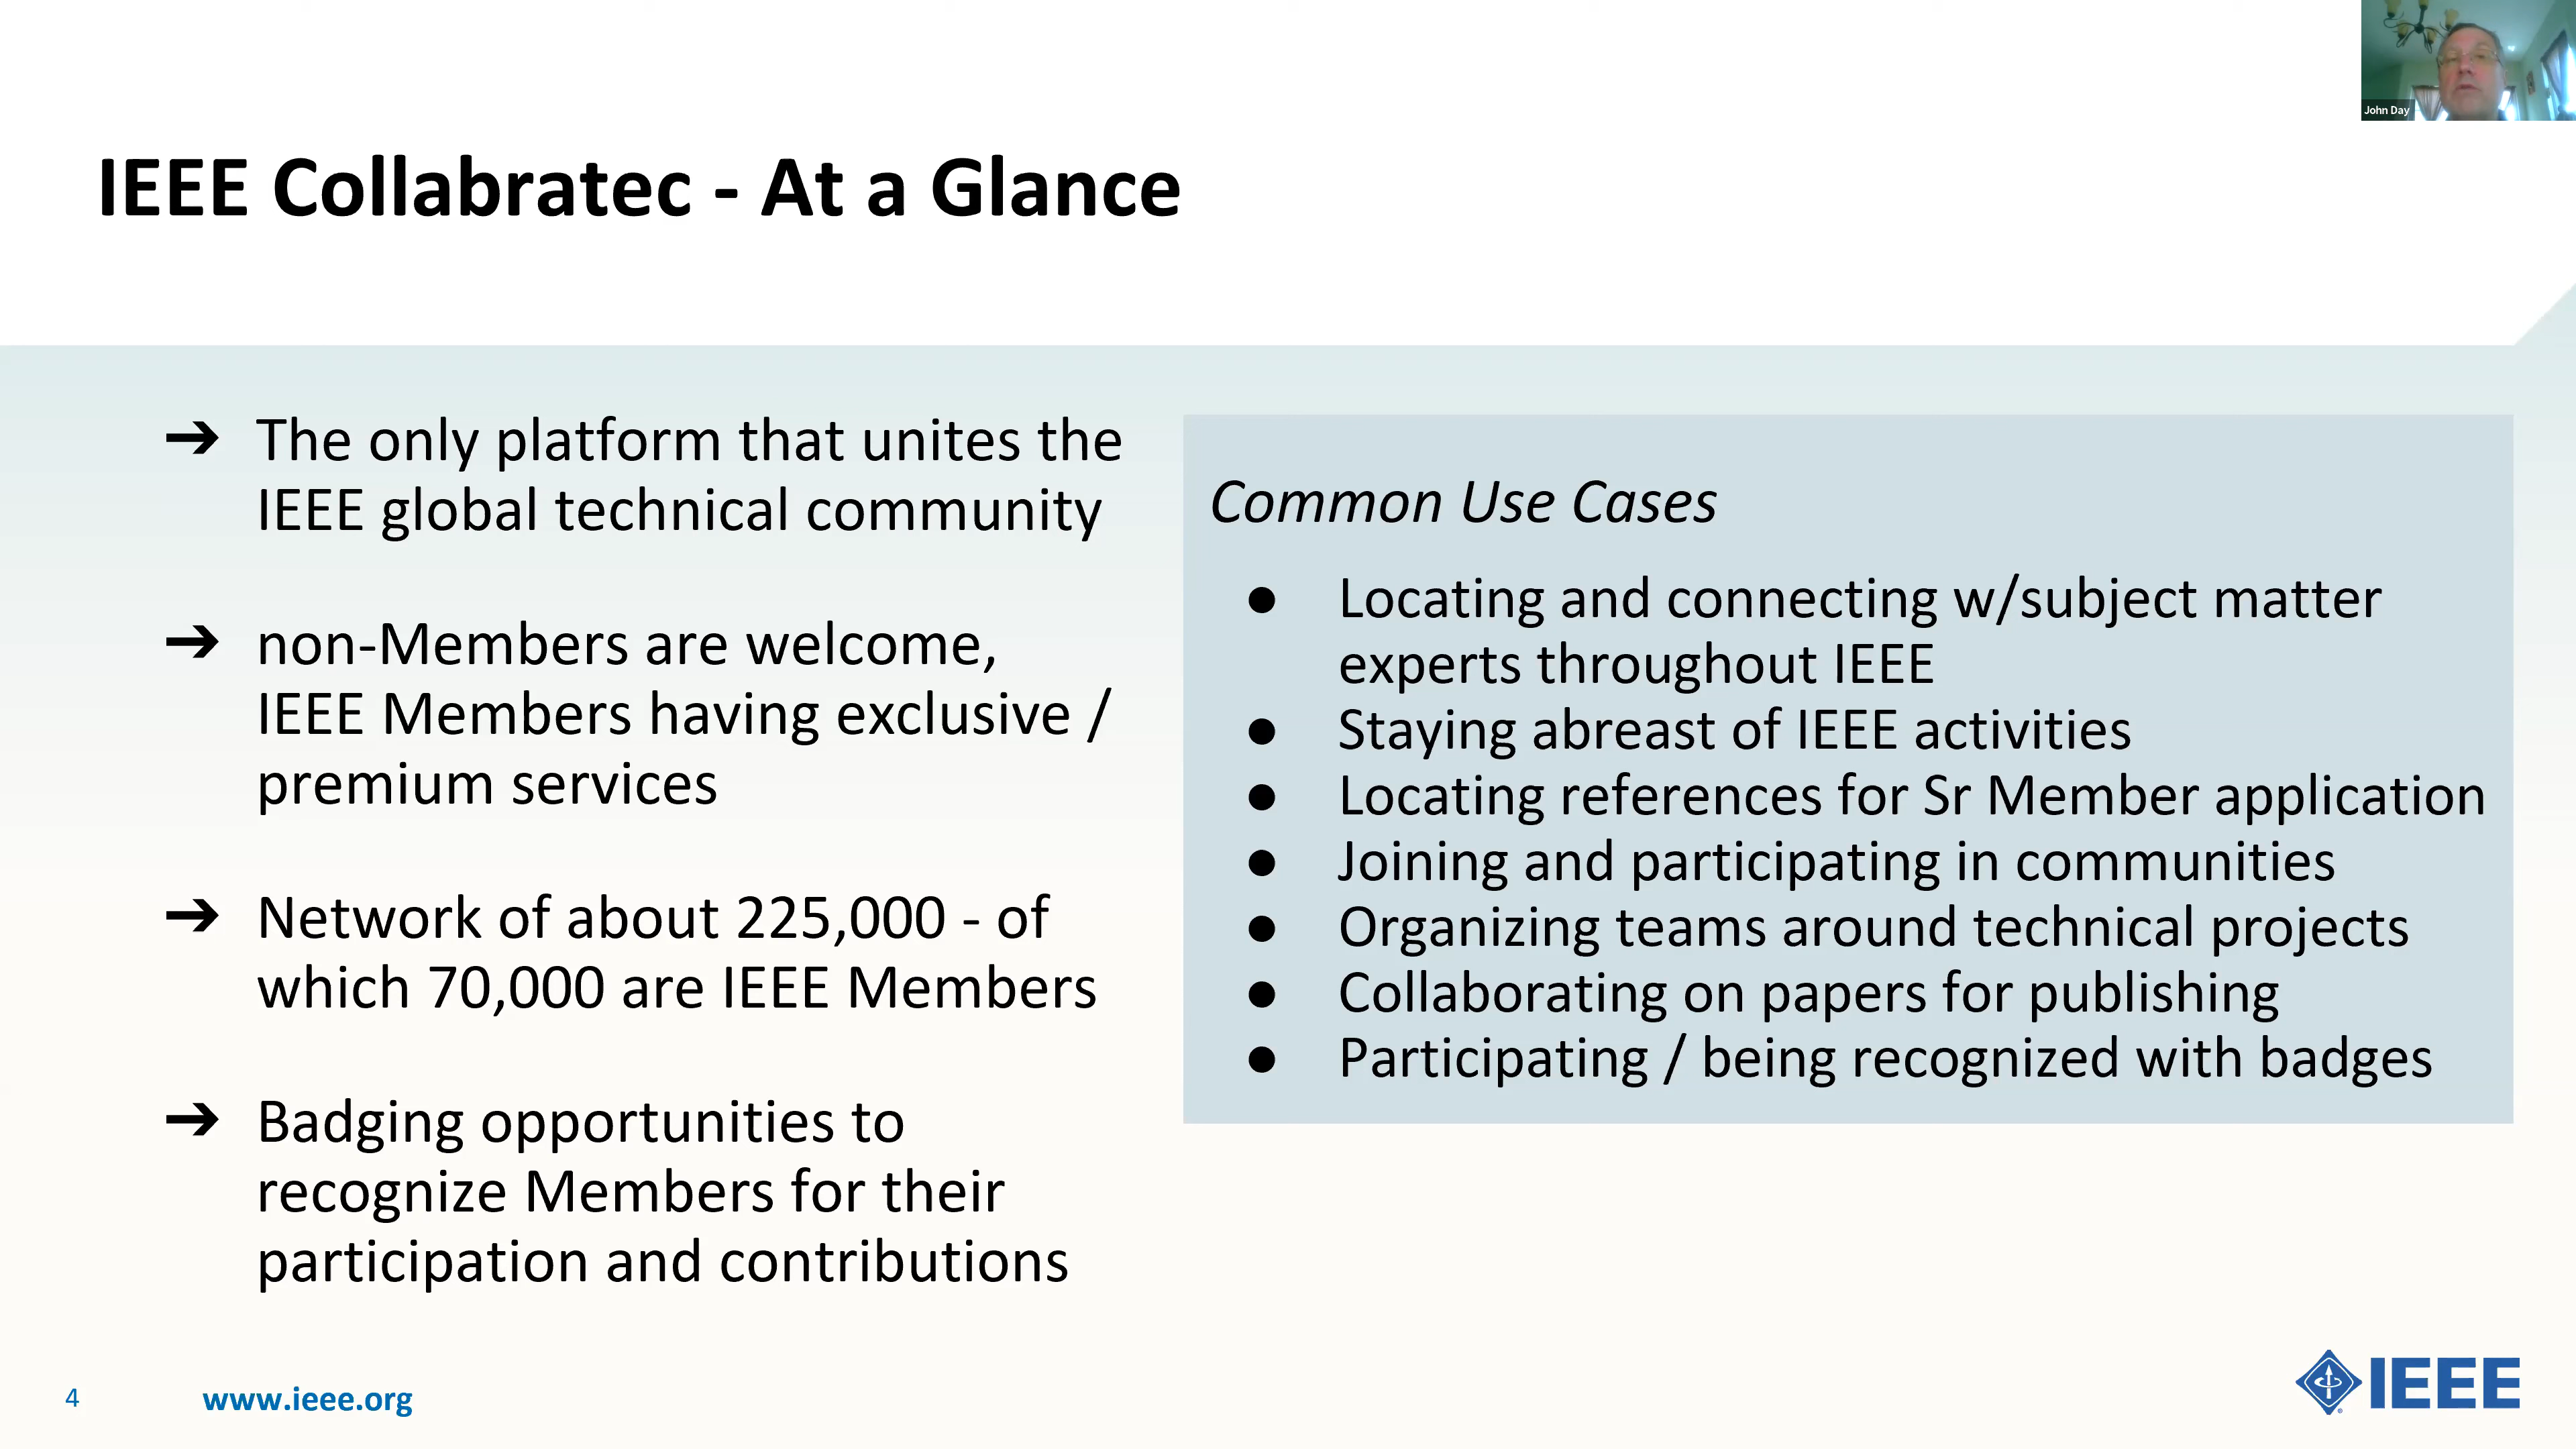 John Day
IEEE Collabratec - At a Glance
➔ The only platform that unites the
IEEE global technical community
➔ non-Members are welcome,
IEEE Members having exclusive /
premium services
➔ Network of about 225,000 - of
which 70,000 are IEEE Members
➔ Badging opportunities to
recognize Members for their
participation and contributions
Common Use Cases
● Locating and connecting w/subject matter
experts throughout IEEE
● Staying abreast of IEEE activities
● Locating references for Sr Member application
● Joining and participating in communities
● Organizing teams around technical projects
● Collaborating on papers for publishing
● Participating / being recognized with badges
4
www.ieee.org
IEEE